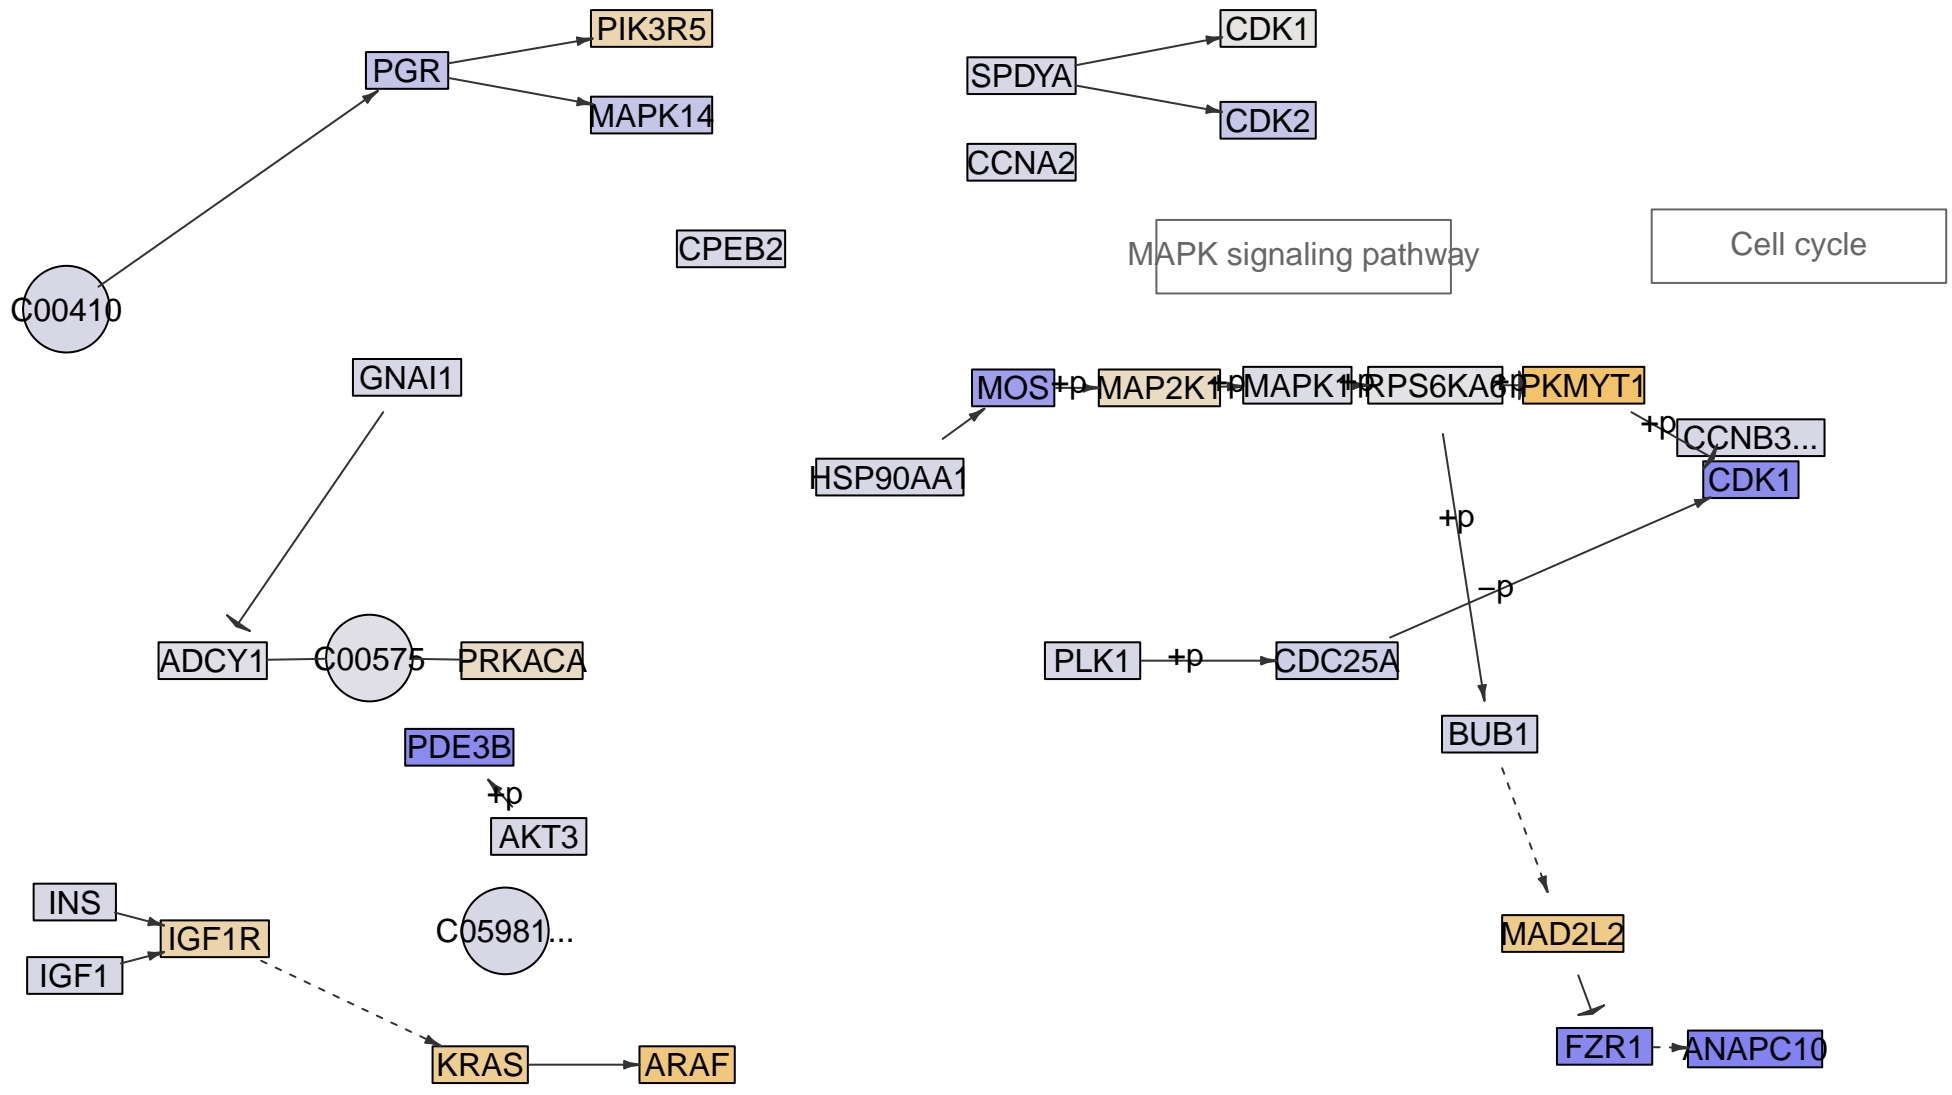 PIK3R5
CDK1
PGR
SPDYA
MAPK14
CDK2
CCNA2
CPEB2
MAPK signaling pathway
Cell cycle
C00410
GNAI1
MOS
+p
MAP2K1
+p
MAPK1
+p
RPS6KA6
+p
PKMYT1
+p
CCNB3...
HSP90AA1
CDK1
+p
–p
ADCY1
C00575
PRKACA
PLK1
+p
CDC25A
BUB1
PDE3B
+p
AKT3
INS
IGF1R
C05981...
MAD2L2
IGF1
KRAS
ARAF
FZR1
ANAPC10